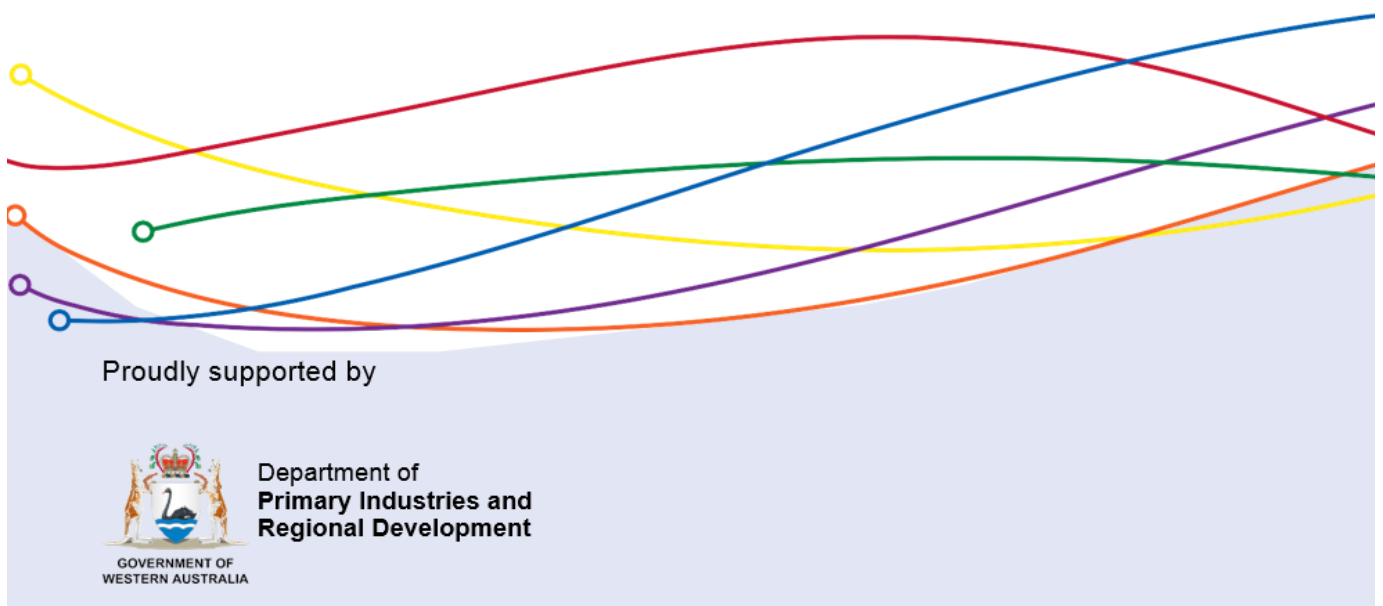 Proudly supported by
Department of
Primary Industries and
Regional Development
GOVERNMENT OF
WESTERN AUSTRALIA